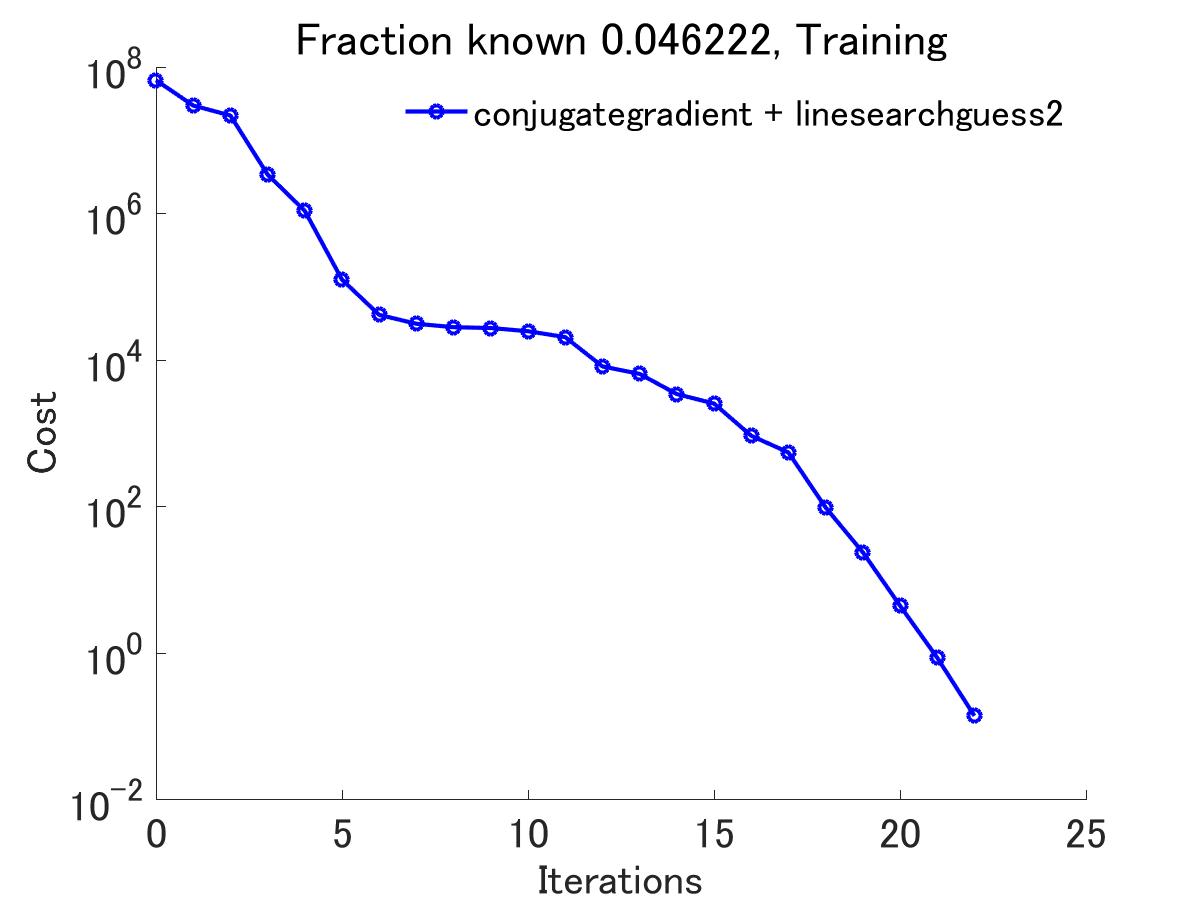 Fraction known 0.046222, Training
conjugategradient + linesearchguess2
10^8
10^6
10^4
10^2
10^0
10^-2
Cost
0 5 10 15 20 25
Iterations